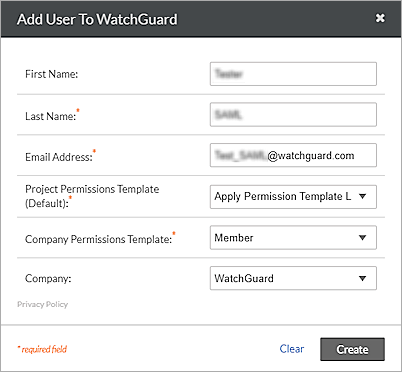 Add User To WatchGuard
First Name:
Tester
Last Name:*
SAML
Email Address:*
Test_SAML@watchguard.com
Project Permissions Template
(Default):*
Apply Permission Template L
Company Permissions Template:*
Member
Company:
WatchGuard
Privacy Policy
* required field
Clear
Create